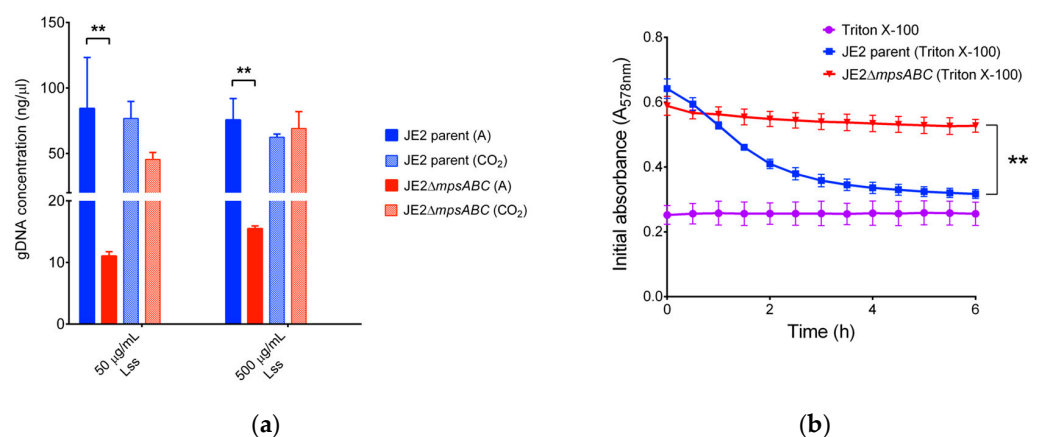 **
**
gDNA concentration (ng/µl)
150
100
50
20
10
0
50 µg/mL
Lss
500 µg/mL
Lss
JE2 parent (A)
JE2 parent (CO₂)
JE2ΔmpsABC (A)
JE2ΔmpsABC (CO₂)
(a)
Triton X-100
JE2 parent (Triton X-100)
JE2ΔmpsABC (Triton X-100)
Initial absorbance (A₅₇₈ₙₘ)
0.8
0.6
0.4
0.2
0.0
0
2
4
6
Time (h)
**
(b)